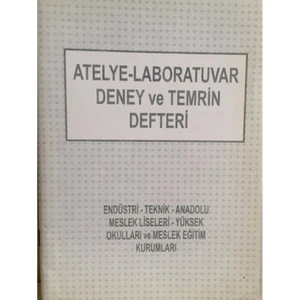 ATELYE-LABORATUVAR
DENEY ve TEMRİN
DEFTERİ
ENDÜSTRİ - TEKNİK - ANADOLU
MESLEK LİSELERİ - YÜKSEK
OKULLARI ve MESLEK EĞİTİM
KURUMLARI